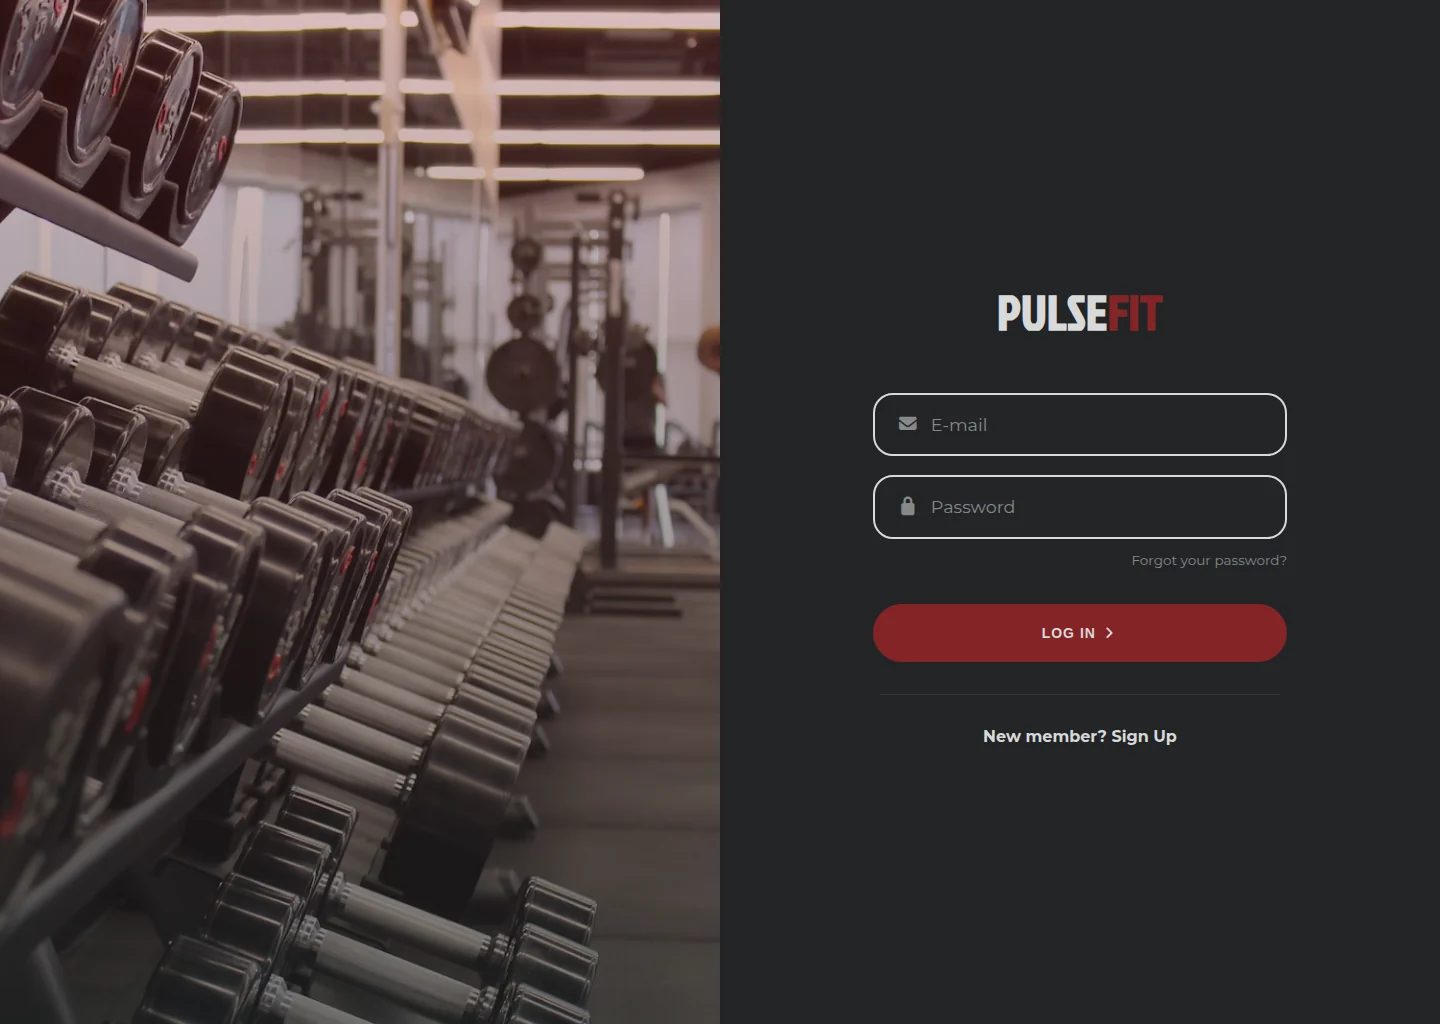 PULSEFIT
E-mail
Password
Forgot your password?
LOG IN
New member? Sign Up